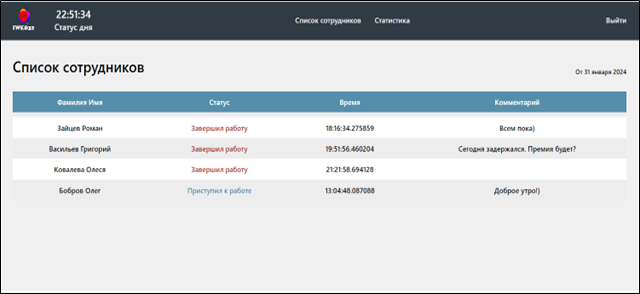 22:51:34
Статус дня
Список сотрудников Статистика
Выйти
Список сотрудников
От 31 января 2024
Фамилия Имя Статус Время Комментарий
Зайцев Роман Завершил работу 18:16:34.275859 Всем пока)
Васильев Григорий Завершил работу 19:51:56.460204 Сегодня задержался. Премия будет?
Ковалева Олеся Завершил работу 21:21:58.694128
Бобров Олег Приступил к работе 13:04:48.087088 Доброе утро!)